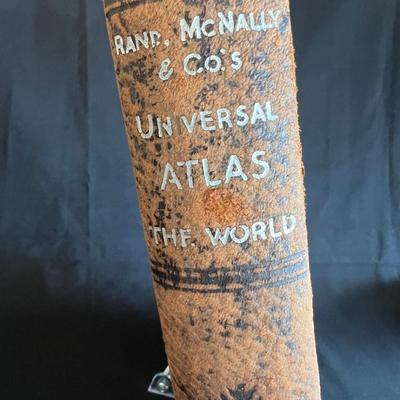 RAND, MCNALLY
& CO.'S
UNIVERSAL
ATLAS
THE WORLD